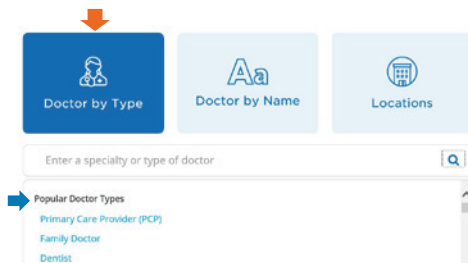 Doctor by Type
Aa
Doctor by Name
Locations
Enter a specialty or type of doctor
Popular Doctor Types
Primary Care Provider (PCP)
Family Doctor
Dentist